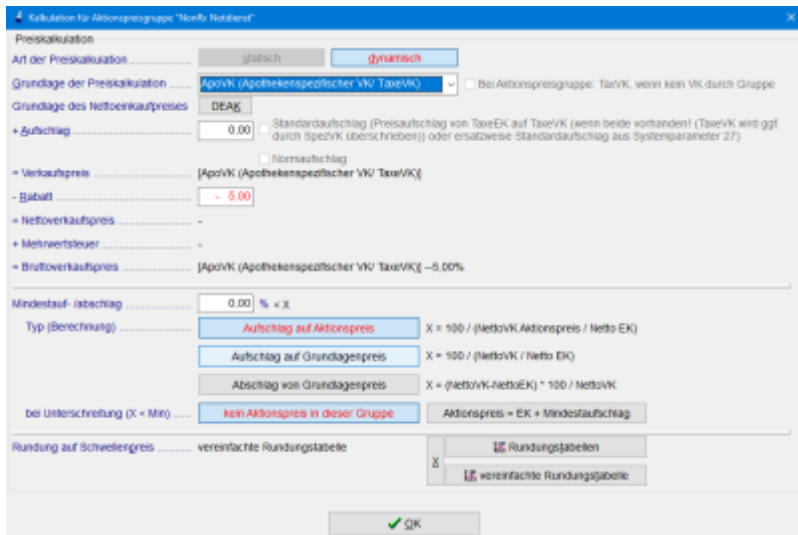 Kalkulation für Aktionspreisgruppe "NonRx Notdienst"
Preiskalkulation
Art der Preiskalkulation statisch dynamisch
Grundlage der Preiskalkulation ApoVK (Apothekenspezifischer VK/ TaxeVK) Bei Aktionspreisgruppe: TaxVK, wenn kein VK durch Gruppe
Grundlage des Nettoeinkaufpreises DEAK
+ Aufschlag 0,00 Standardaufschlag (Preisaufschlag von TaxeEK auf TaxeVK (wenn beide vorhanden! (TaxeVK wird ggf.
durch SpezVK überschrieben)) oder ersatzweise Standardaufschlag aus Systemparameter 27)
Normaufschlag
= Verkaufspreis [ApoVK (Apothekenspezifischer VK/ TaxeVK)]
- Rabatt - 5,00
= Nettoverkaufspreis -
+ Mehrwertsteuer -
= Bruttoverkaufspreis [ApoVK (Apothekenspezifischer VK/ TaxeVK)] --5,00%
Mindestauf- /abschlag 0,00 % < X
Typ (Berechnung) Aufschlag auf Aktionspreis X = 100 / (NettoVK Aktionspreis / Netto EK)
Aufschlag auf Grundlagenpreis X = 100 / (NettoVK / Netto EK)
Abschlag von Grundlagenpreis X = (NettoVK-NettoEK) * 100 / NettoVK
bei Unterschreitung (X < Min) kein Aktionspreis in dieser Gruppe Aktionspreis = EK + Mindestaufschlag
Rundung auf Schwellenpreis vereinfachte Rundungstabelle X Rundungstabellen
vereinfachte Rundungstabelle
OK